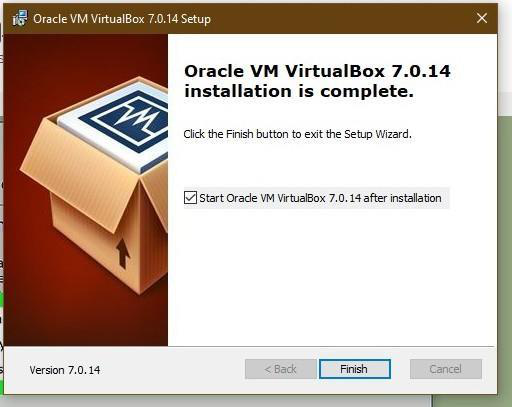 Oracle VM VirtualBox 7.0.14 Setup
Oracle VM VirtualBox 7.0.14
installation is complete.
Click the Finish button to exit the Setup Wizard.
Start Oracle VM VirtualBox 7.0.14 after installation
Version 7.0.14
< Back
Finish
Cancel